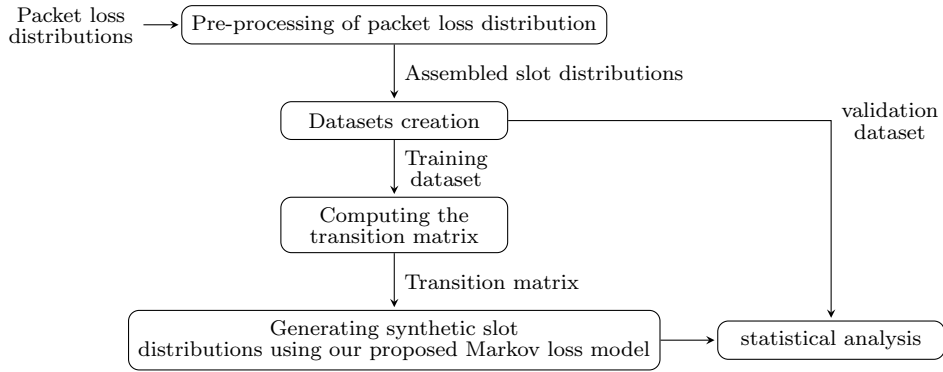 Packet loss
distributions
Pre-processing of packet loss distribution
Assembled slot distributions
Datasets creation
validation
dataset
Training
dataset
Computing the
transition matrix
Transition matrix
Generating synthetic slot
distributions using our proposed Markov loss model
statistical analysis